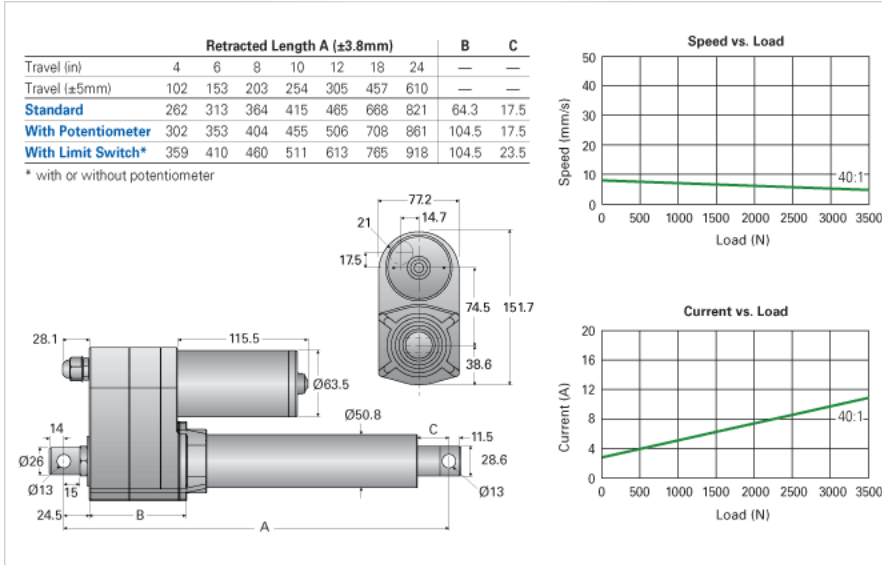 Retracted Length A (±3.8mm) B C
Travel (in) 4 6 8 10 12 18 24 — —
Travel (±5mm) 102 153 203 254 305 457 610 — —
Standard 262 313 364 415 465 668 821 64.3 17.5
With Potentiometer 302 353 404 455 506 708 861 104.5 17.5
With Limit Switch* 359 410 460 511 613 765 918 104.5 23.5
* with or without potentiometer
77.2
21
14.7
17.5
74.5
151.7
38.6
28.1
115.5
Ø63.5
14
Ø50.8
C
11.5
Ø26
28.6
Ø13
15
Ø13
24.5
B
A
Speed vs. Load
Speed (mm/s)
50
40
30
20
10
0
40:1
0 500 1000 1500 2000 2500 3000 3500
Load (N)
Current vs. Load
Current (A)
20
16
12
8
4
0
40:1
0 500 1000 1500 2000 2500 3000 3500
Load (N)